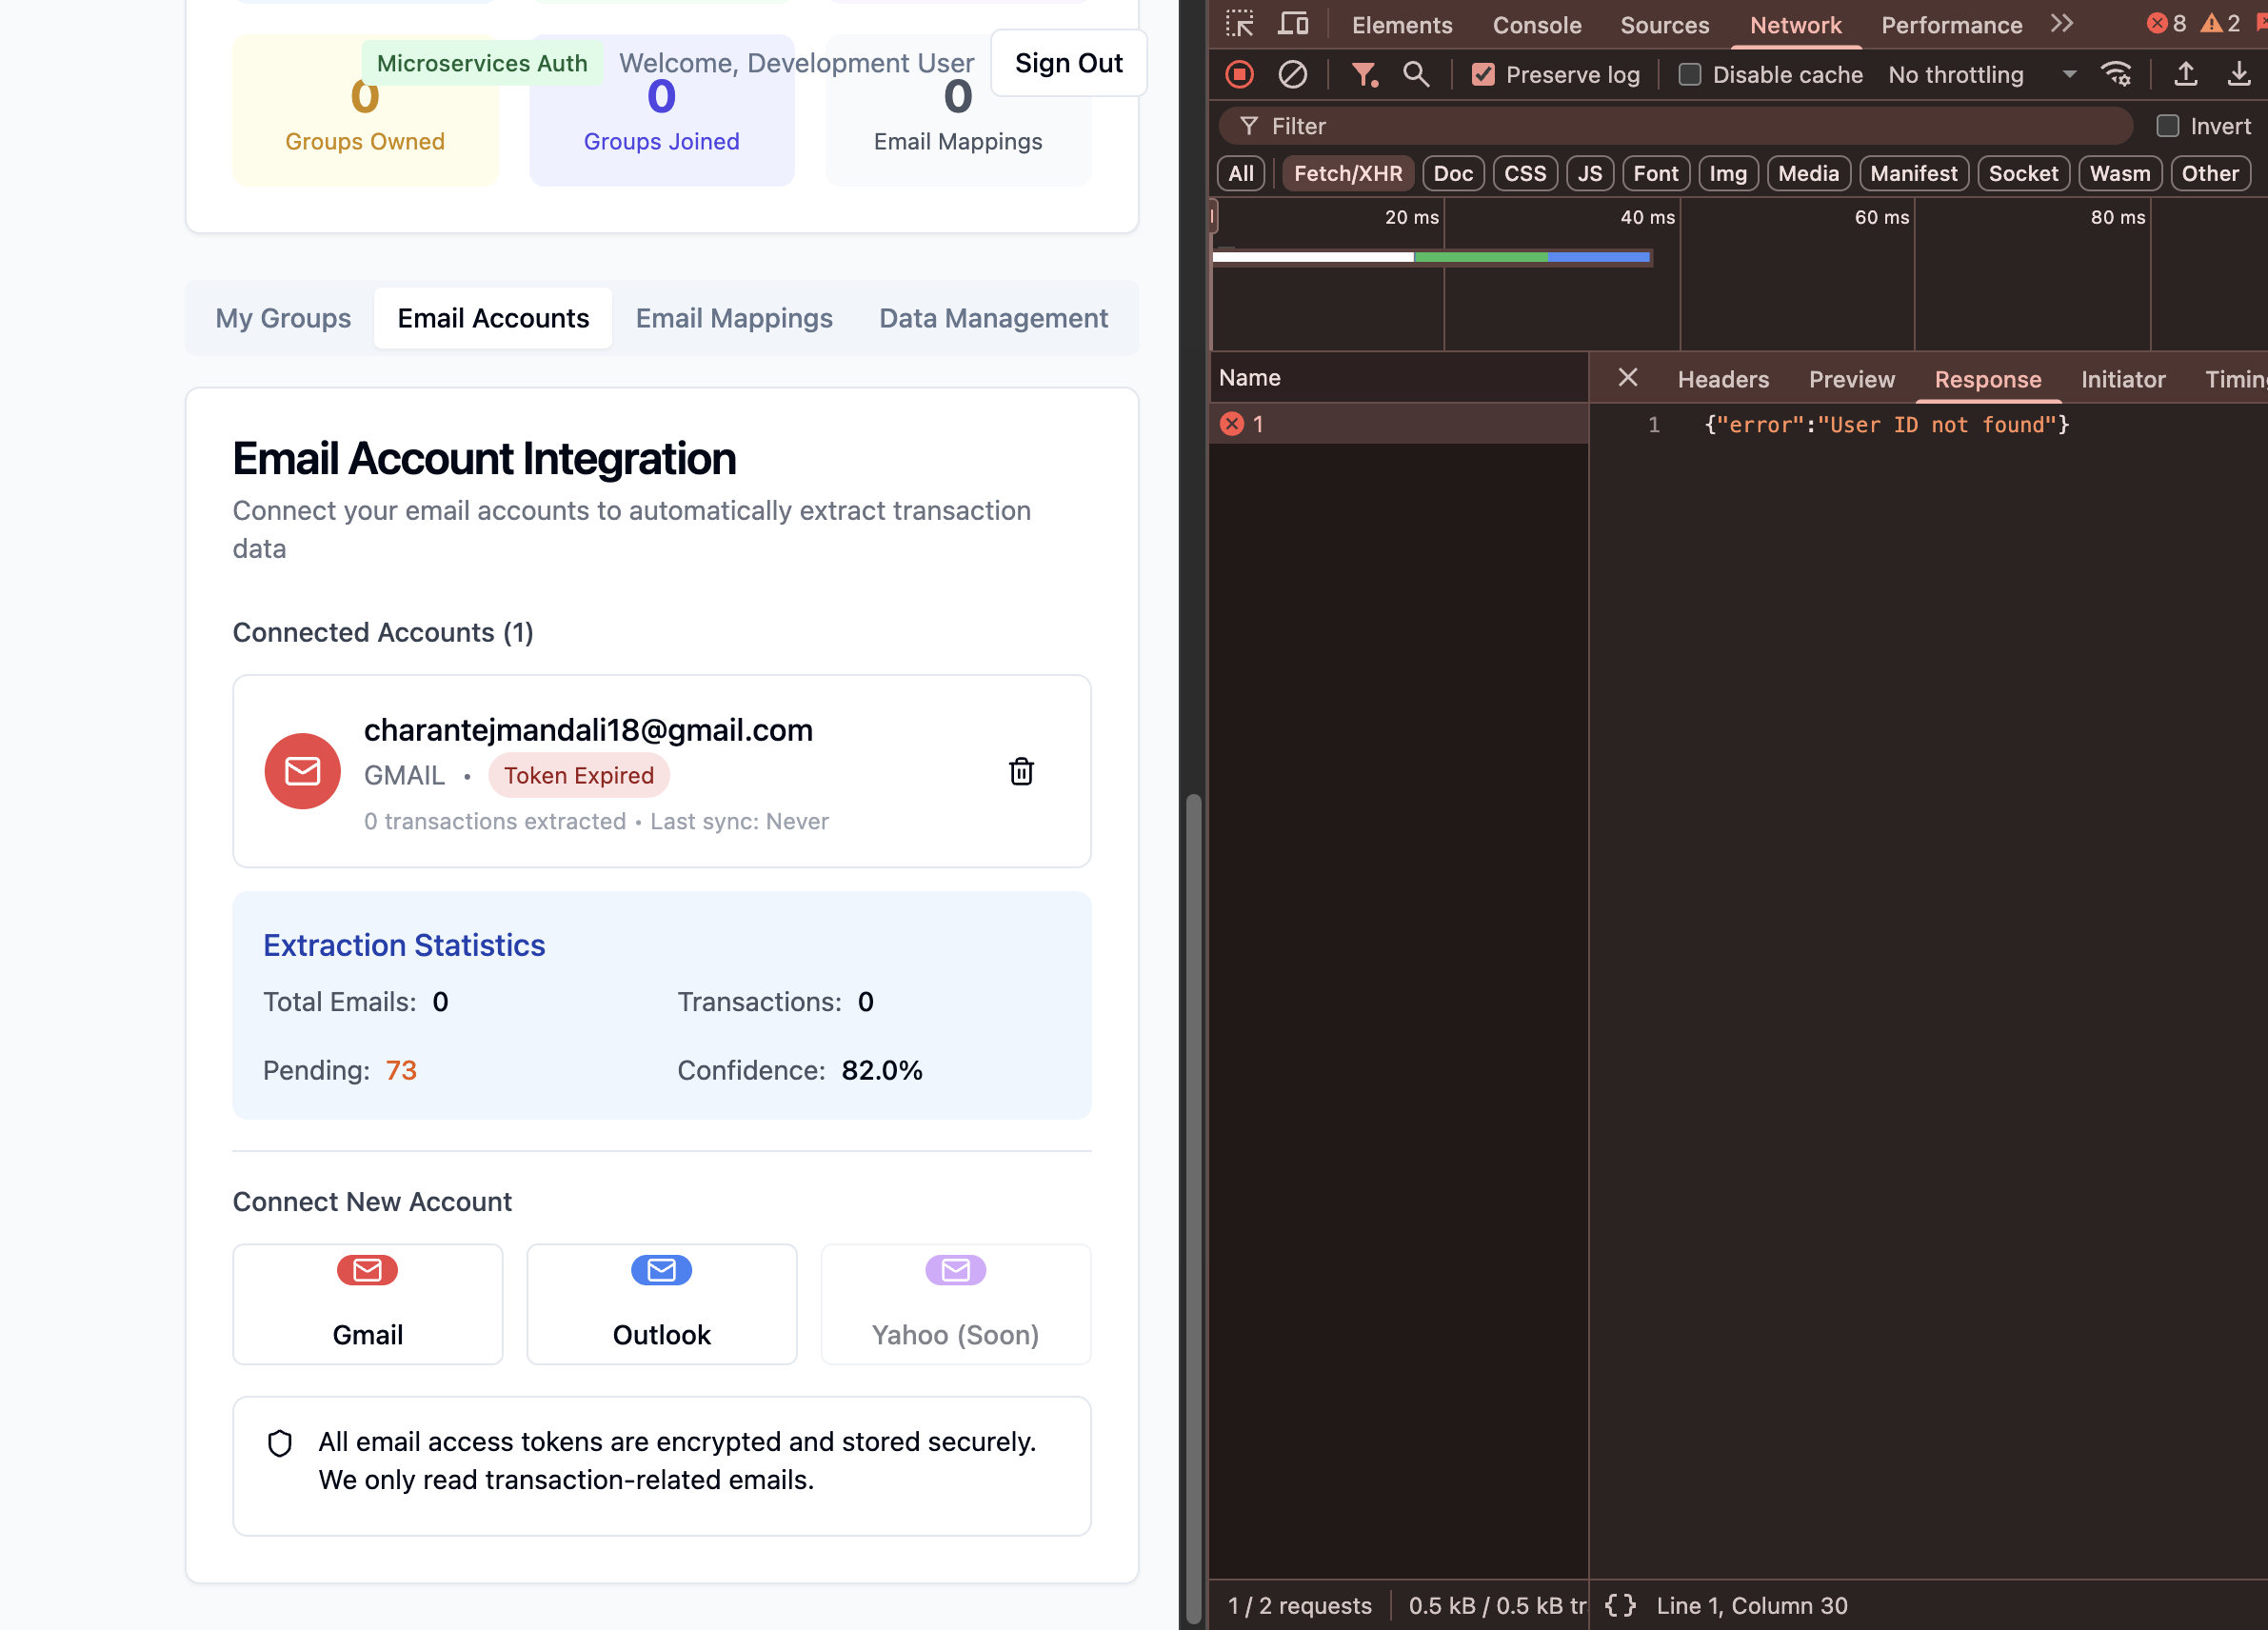 Microservices Auth
Welcome, Development User
Sign Out
0
Groups Owned
0
Groups Joined
0
Email Mappings
My Groups
Email Accounts
Email Mappings
Data Management
Email Account Integration
Connect your email accounts to automatically extract transaction
data
Connected Accounts (1)
charantejmandali18@gmail.com
GMAIL • Token Expired
0 transactions extracted • Last sync: Never
Extraction Statistics
Total Emails: 0
Transactions: 0
Pending: 73
Confidence: 82.0%
Connect New Account
Gmail
Outlook
Yahoo (Soon)
All email access tokens are encrypted and stored securely.
We only read transaction-related emails.
Elements
Console
Sources
Network
Performance
8
2
Preserve log
Disable cache
No throttling
Filter
Invert
All
Fetch/XHR
Doc
CSS
JS
Font
Img
Media
Manifest
Socket
Wasm
Other
20 ms
40 ms
60 ms
80 ms
Name
Headers
Preview
Response
Initiator
Timin
1
1
{"error":"User ID not found"}
1 / 2 requests
0.5 kB / 0.5 kB tr
{} Line 1, Column 30